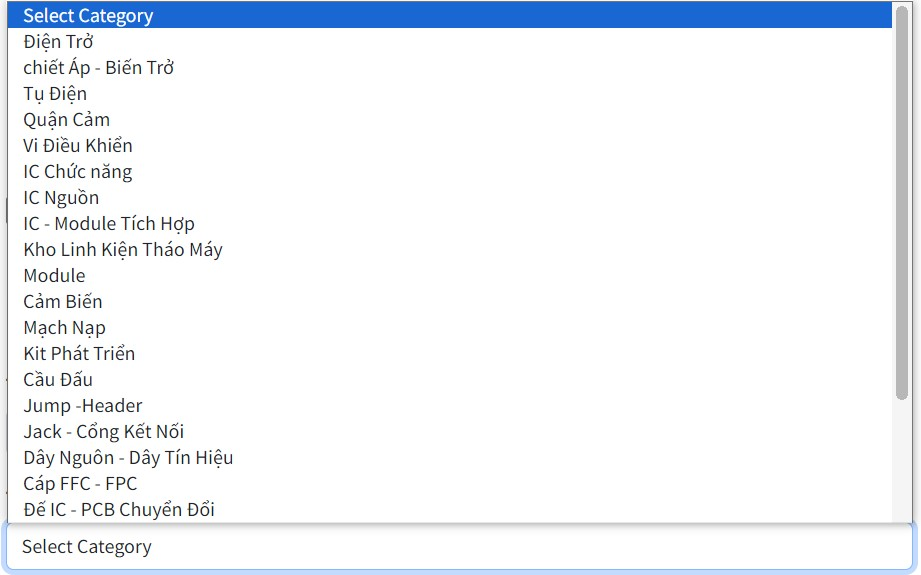 Select Category
Điện Trở
chiết Áp - Biến Trở
Tụ Điện
Quận Cảm
Vi Điều Khiển
IC Chức năng
IC Nguồn
IC - Module Tích Hợp
Kho Linh Kiện Tháo Máy
Module
Cảm Biến
Mạch Nạp
Kit Phát Triển
Cầu Đấu
Jump -Header
Jack - Cổng Kết Nối
Dây Nguôn - Dây Tín Hiệu
Cáp FFC - FPC
Đế IC - PCB Chuyển Đổi
Select Category